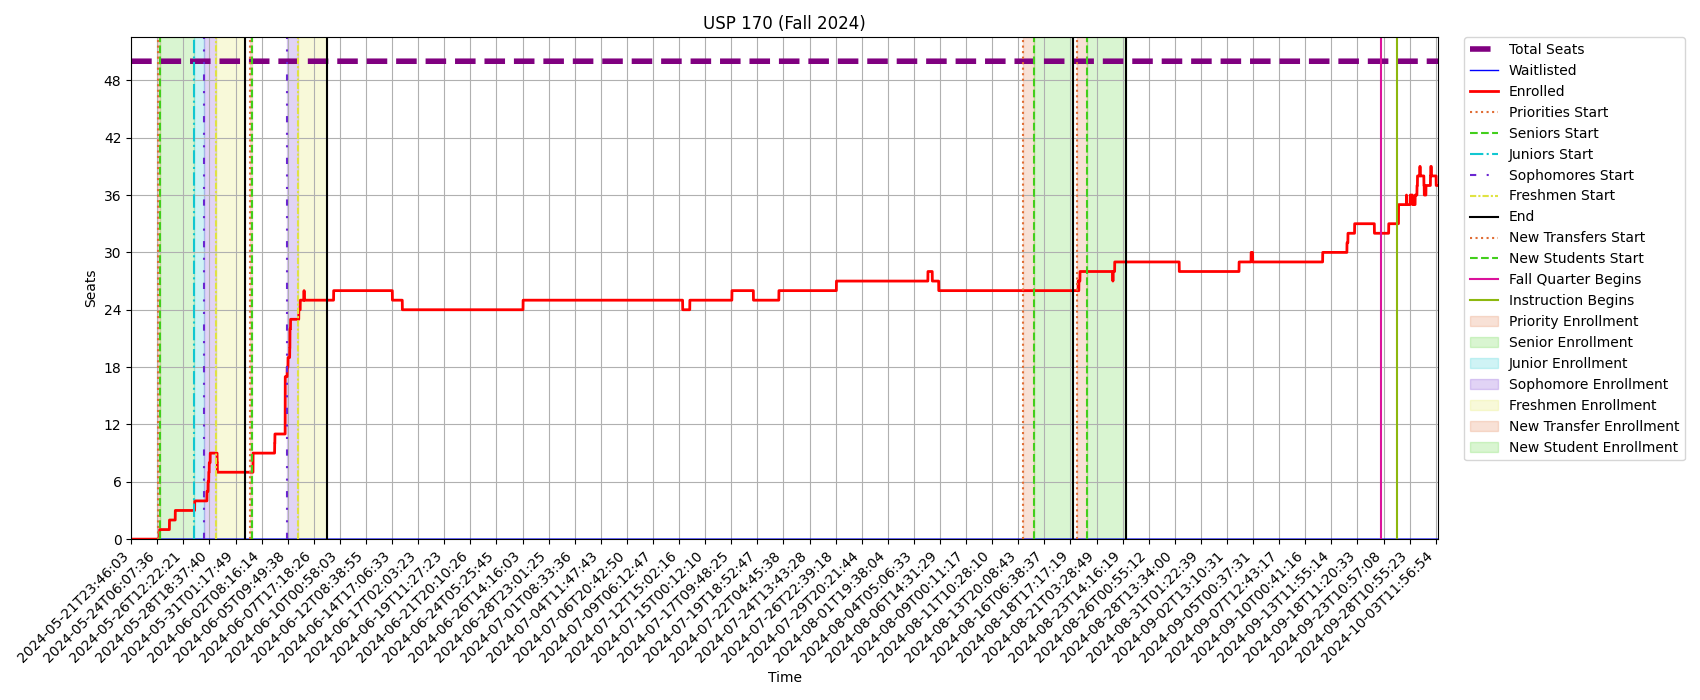 USP 170 (Fall 2024)
Seats
48
42
36
30
24
18
12
6
0
2024-05-21T23:46:03
2024-05-24T06:07:36
2024-05-26T12:22:21
2024-05-28T18:37:40
2024-05-31T01:17:49
2024-06-02T08:16:14
2024-06-05T09:49:38
2024-06-07T17:18:26
2024-06-10T00:58:03
2024-06-12T08:38:55
2024-06-14T17:06:33
2024-06-17T02:03:23
2024-06-19T11:27:23
2024-06-21T20:10:26
2024-06-24T05:25:45
2024-06-26T14:16:03
2024-06-28T23:01:25
2024-07-01T08:33:36
2024-07-04T11:47:43
2024-07-06T20:42:50
2024-07-09T06:12:47
2024-07-12T15:02:16
2024-07-15T00:12:10
2024-07-17T09:48:25
2024-07-19T18:52:47
2024-07-22T04:45:38
2024-07-24T13:43:28
2024-07-26T22:39:18
2024-07-29T20:21:44
2024-08-01T19:38:04
2024-08-04T05:06:33
2024-08-06T14:31:29
2024-08-09T00:11:17
2024-08-11T10:28:10
2024-08-13T20:08:43
2024-08-16T06:38:37
2024-08-18T17:17:19
2024-08-21T03:28:49
2024-08-23T14:16:19
2024-08-26T00:55:12
2024-08-28T13:34:00
2024-08-31T01:22:39
2024-09-02T13:10:31
2024-09-05T00:37:31
2024-09-07T12:43:17
2024-09-10T00:41:16
2024-09-13T11:55:14
2024-09-18T11:20:33
2024-09-23T10:57:08
2024-09-28T10:55:23
2024-10-03T11:56:54
Time
Total Seats
Waitlisted
Enrolled
Priorities Start
Seniors Start
Juniors Start
Sophomores Start
Freshmen Start
End
New Transfers Start
New Students Start
Fall Quarter Begins
Instruction Begins
Priority Enrollment
Senior Enrollment
Junior Enrollment
Sophomore Enrollment
Freshmen Enrollment
New Transfer Enrollment
New Student Enrollment